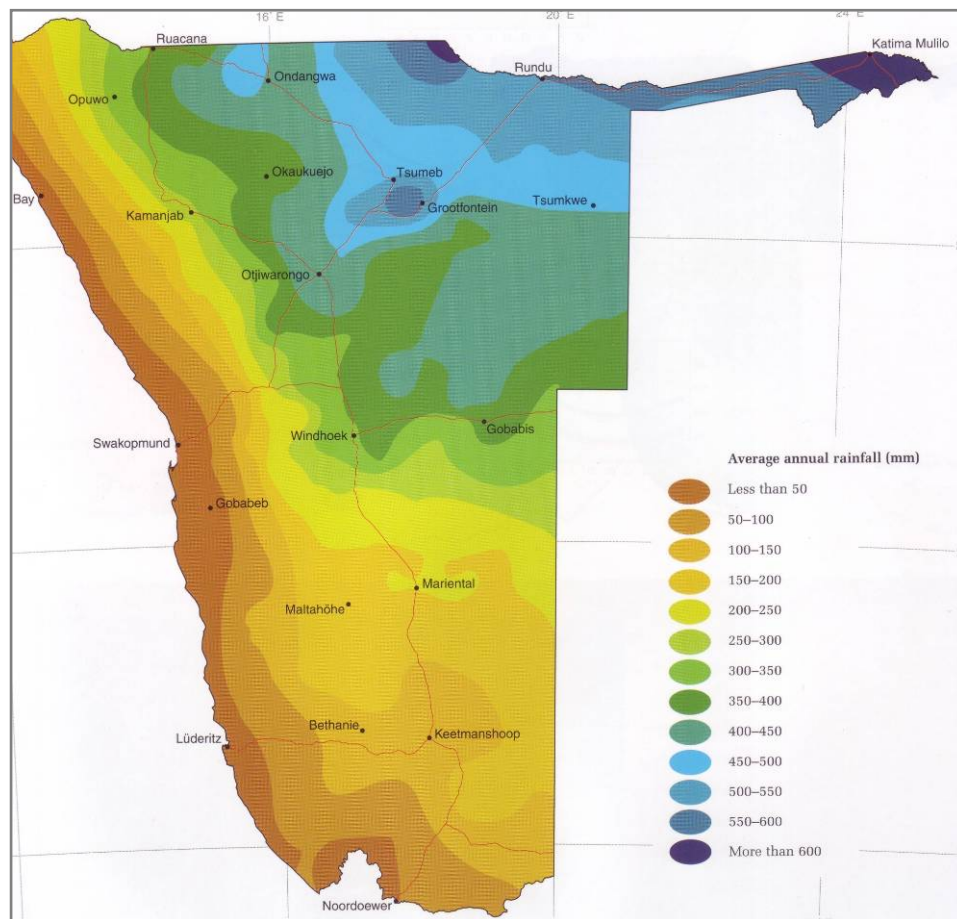 16° E
20° E
24° E
Ruacana
Katima Mulilo
Ondangwa
Rundu
Opuwo
Okaukuejo
Tsumeb
Bay
Grootfontein
Tsumkwe
Kamanjab
Otjiwarongo
Windhoek
Gobabis
Swakopmund
Gobabeb
Mariental
Maltahöhe
Bethanie
Keetmanshoop
Lüderitz
Noordoewer
Average annual rainfall (mm)
Less than 50
50–100
100–150
150–200
200–250
250–300
300–350
350–400
400–450
450–500
500–550
550–600
More than 600